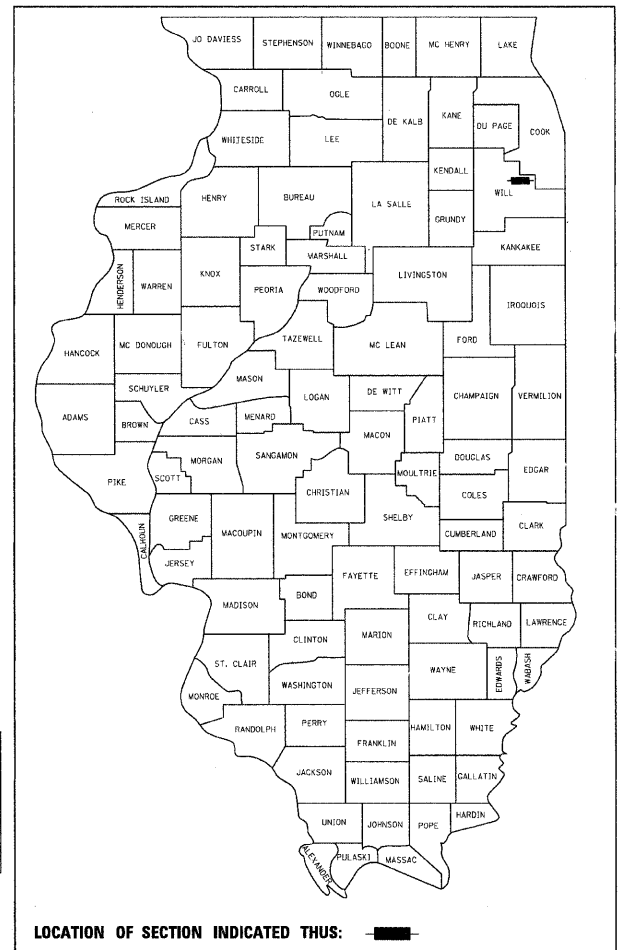 JO DAVIESS STEPHENSON WINNEBAGO BOONE MC HENRY LAKE
CARROLL OGLE DE KALB KANE DU PAGE COOK
WHITESIDE LEE KENDALL WILL
ROCK ISLAND HENRY BUREAU LA SALLE GRUNDY
MERCER PUTNAM KANKAKEE
STARK MARSHALL
HENDERSON WARREN KNOX PEORIA WOODFORD LIVINGSTON IROQUOIS
HANCOCK MC DONOUGH FULTON TAZEWELL MC LEAN FORD
SCHUYLER MASON LOGAN DE WITT CHAMPAIGN VERMILION
ADAMS BROWN CASS MENARD MACON PIATT
PIKE SCOTT MORGAN SANGAMON MOULTRIE DOUGLAS EDGAR
CHRISTIAN COLES
CALHOUN GREENE MACOUPIN MONTGOMERY SHELBY CUMBERLAND CLARK
JERSEY FAYETTE EFFINGHAM JASPER CRAWFORD
MADISON BOND CLAY RICHLAND LAWRENCE
CLINTON MARION
ST. CLAIR WAYNE EDWARDS WABASH
MONROE WASHINGTON JEFFERSON
RANDOLPH PERRY HAMILTON WHITE
FRANKLIN
JACKSON WILLIAMSON SALINE GALLATIN
UNION JOHNSON POPE HARDIN
ALEXANDER PULASKI MASSAC
LOCATION OF SECTION INDICATED THUS: